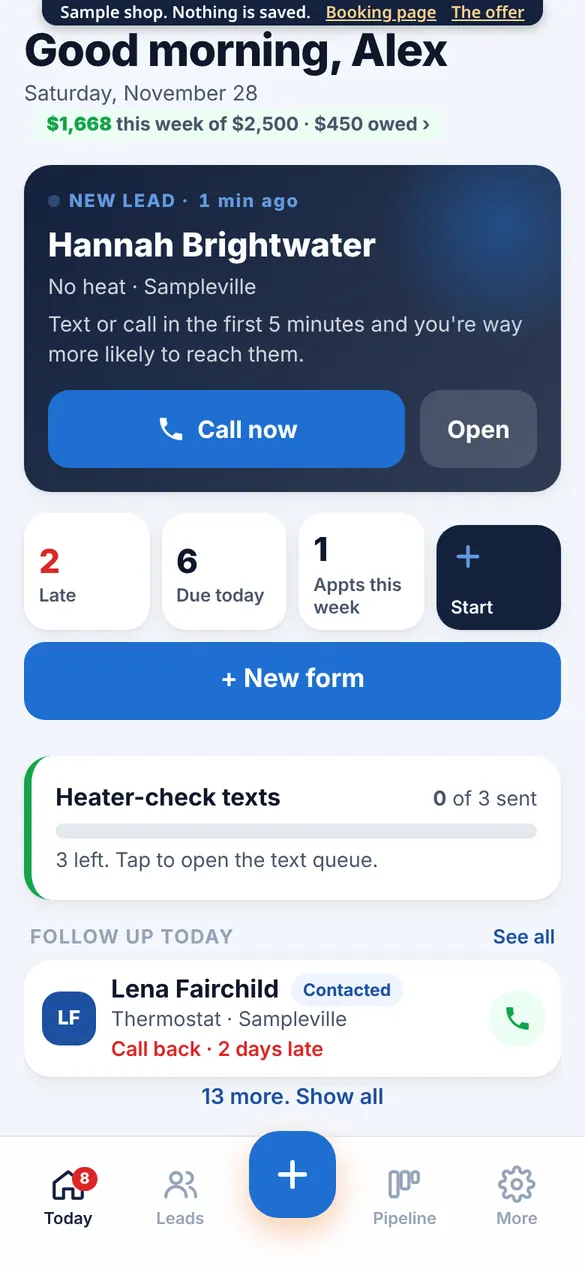 Sample shop. Nothing is saved. Booking page The offer
Good morning, Alex
Saturday, November 28
$1,668 this week of $2,500 · $450 owed ›
NEW LEAD · 1 min ago
Hannah Brightwater
No heat · Sampleville
Text or call in the first 5 minutes and you're way
more likely to reach them.
Call now
Open
2
Late
6
Due today
1
Appts this
week
+
Start
+ New form
Heater-check texts
0 of 3 sent
3 left. Tap to open the text queue.
FOLLOW UP TODAY
See all
LF
Lena Fairchild
Contacted
Thermostat · Sampleville
Call back · 2 days late
13 more. Show all
8
Today
Leads
+
Pipeline
More